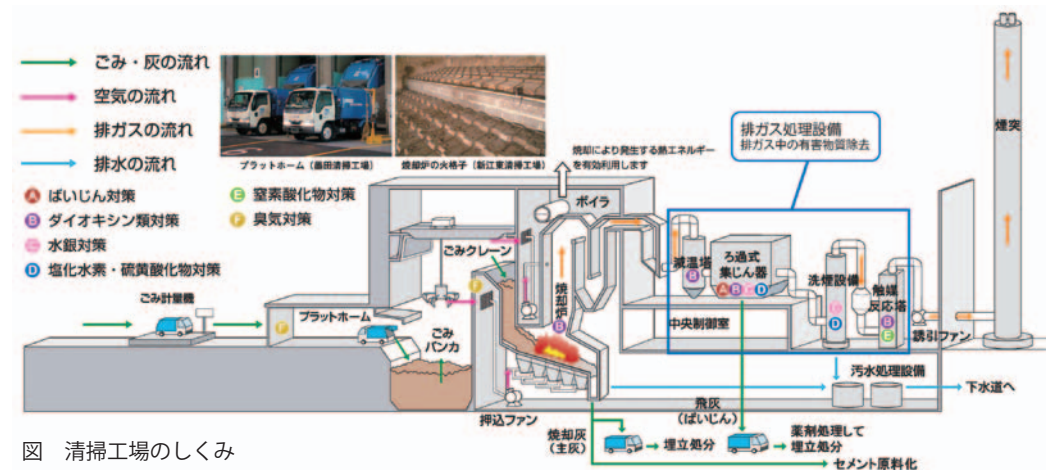 ごみ・灰の流れ
空気の流れ
排ガスの流れ
排水の流れ
A ばいじん対策
B ダイオキシン類対策
C 水銀対策
D 塩化水素・硫黄酸化物対策
E 窒素酸化物対策
F 臭気対策
プラットホーム(墨田清掃工場)
焼却炉の火格子(新江東清掃工場)
焼却により発生する熱エネルギー
を有効利用します
排ガス処理設備
排ガス中の有害物質除去
煙突
ボイラ
ごみクレーン
F
減温塔
B
ろ過式
集じん器
A B C D
洗煙設備
C
D
触媒
反応塔
B
E
誘引ファン
ごみ計量機
プラットホーム
F
ごみ
バンカ
焼却炉
B
中央制御室
汚水処理設備
下水道へ
押込ファン
飛灰
(ばいじん)
焼却灰
(主灰)
埋立処分
薬剤処理して
埋立処分
セメント原料化
図 清掃工場のしくみ